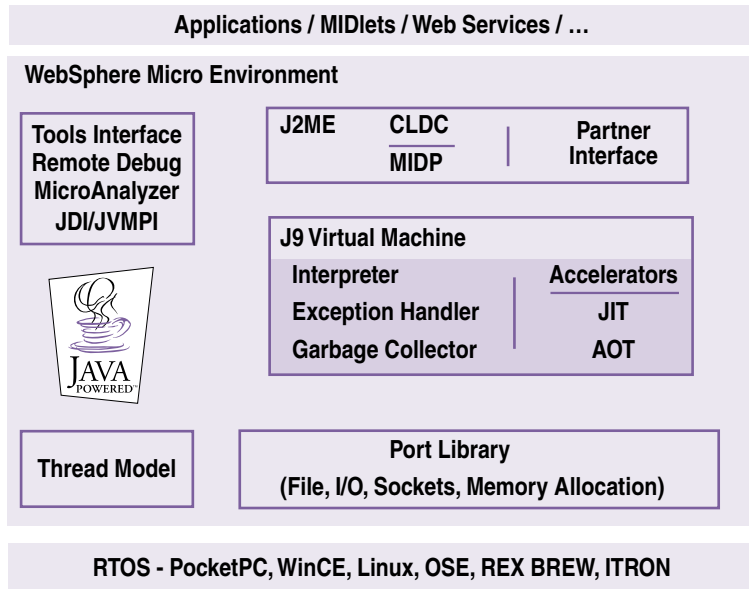 Applications / MIDlets / Web Services / …
WebSphere Micro Environment
Tools Interface
Remote Debug
MicroAnalyzer
JDI/JVMPI
J2ME CLDC
MIDP
Partner
Interface
J9 Virtual Machine
Interpreter
Exception Handler
Garbage Collector
Accelerators
JIT
AOT
JAVA
POWERED™
Thread Model
Port Library
(File, I/O, Sockets, Memory Allocation)
RTOS - PocketPC, WinCE, Linux, OSE, REX BREW, ITRON